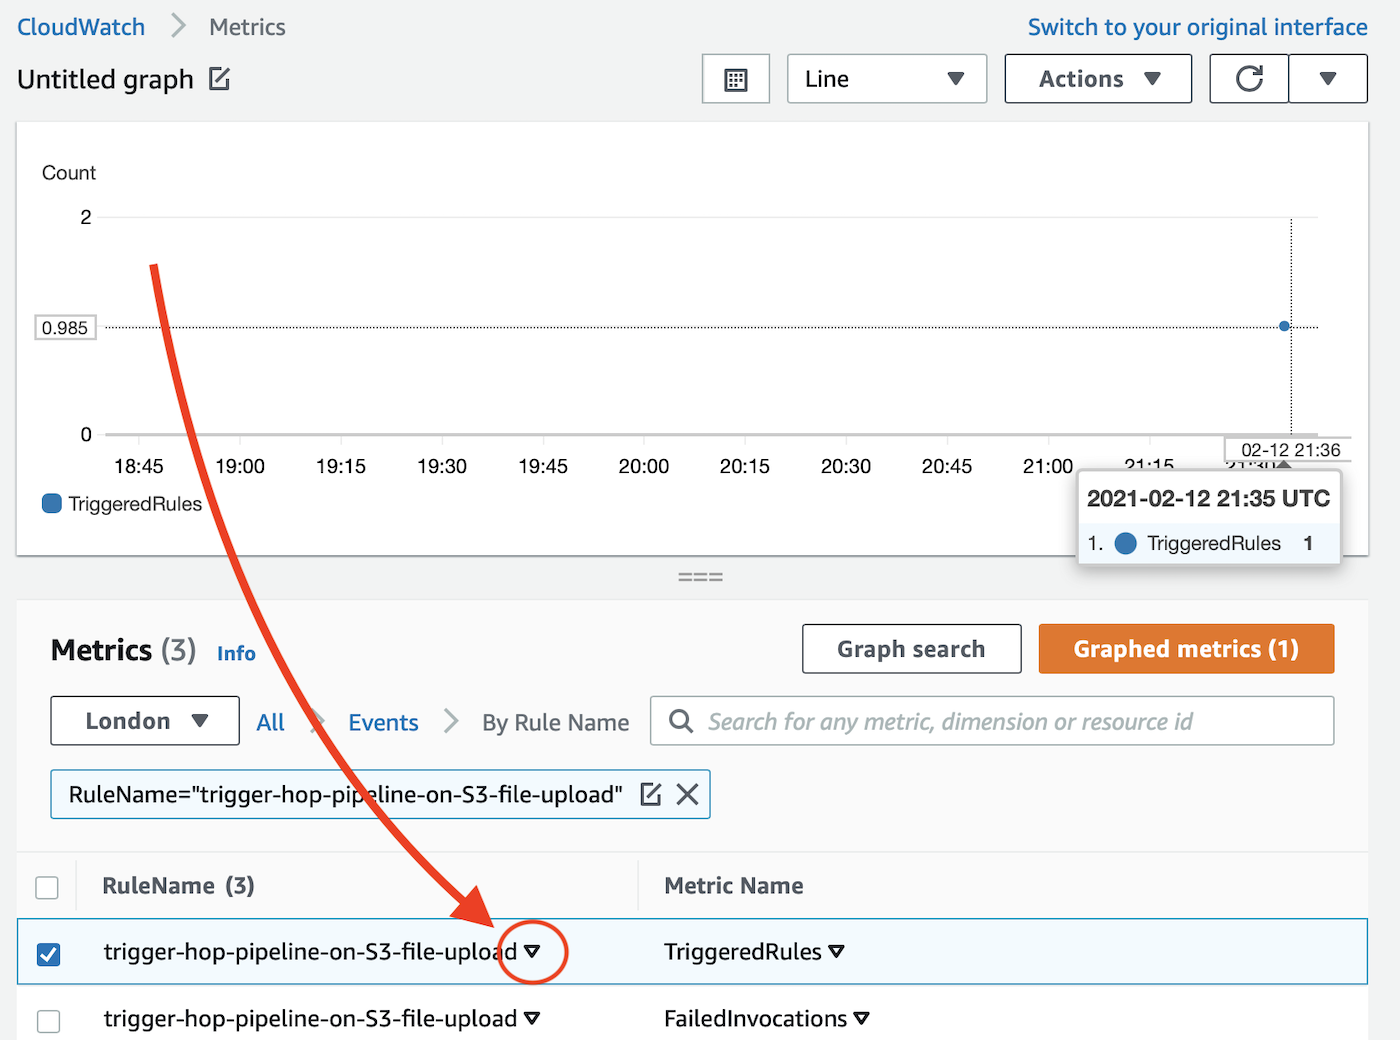 CloudWatch > Metrics
Switch to your original interface
Untitled graph
Line
Actions
Count
2
0.985
0
18:45 19:00 19:15 19:30 19:45 20:00 20:15 20:30 20:45 21:00 21:15 21:30
02-12 21:36
TriggeredRules
2021-02-12 21:35 UTC
1. TriggeredRules 1
Metrics (3) Info
Graph search
Graphed metrics (1)
London
All > Events > By Rule Name
Search for any metric, dimension or resource id
RuleName="trigger-hop-pipeline-on-S3-file-upload"
RuleName (3) Metric Name
trigger-hop-pipeline-on-S3-file-upload TriggeredRules
trigger-hop-pipeline-on-S3-file-upload FailedInvocations